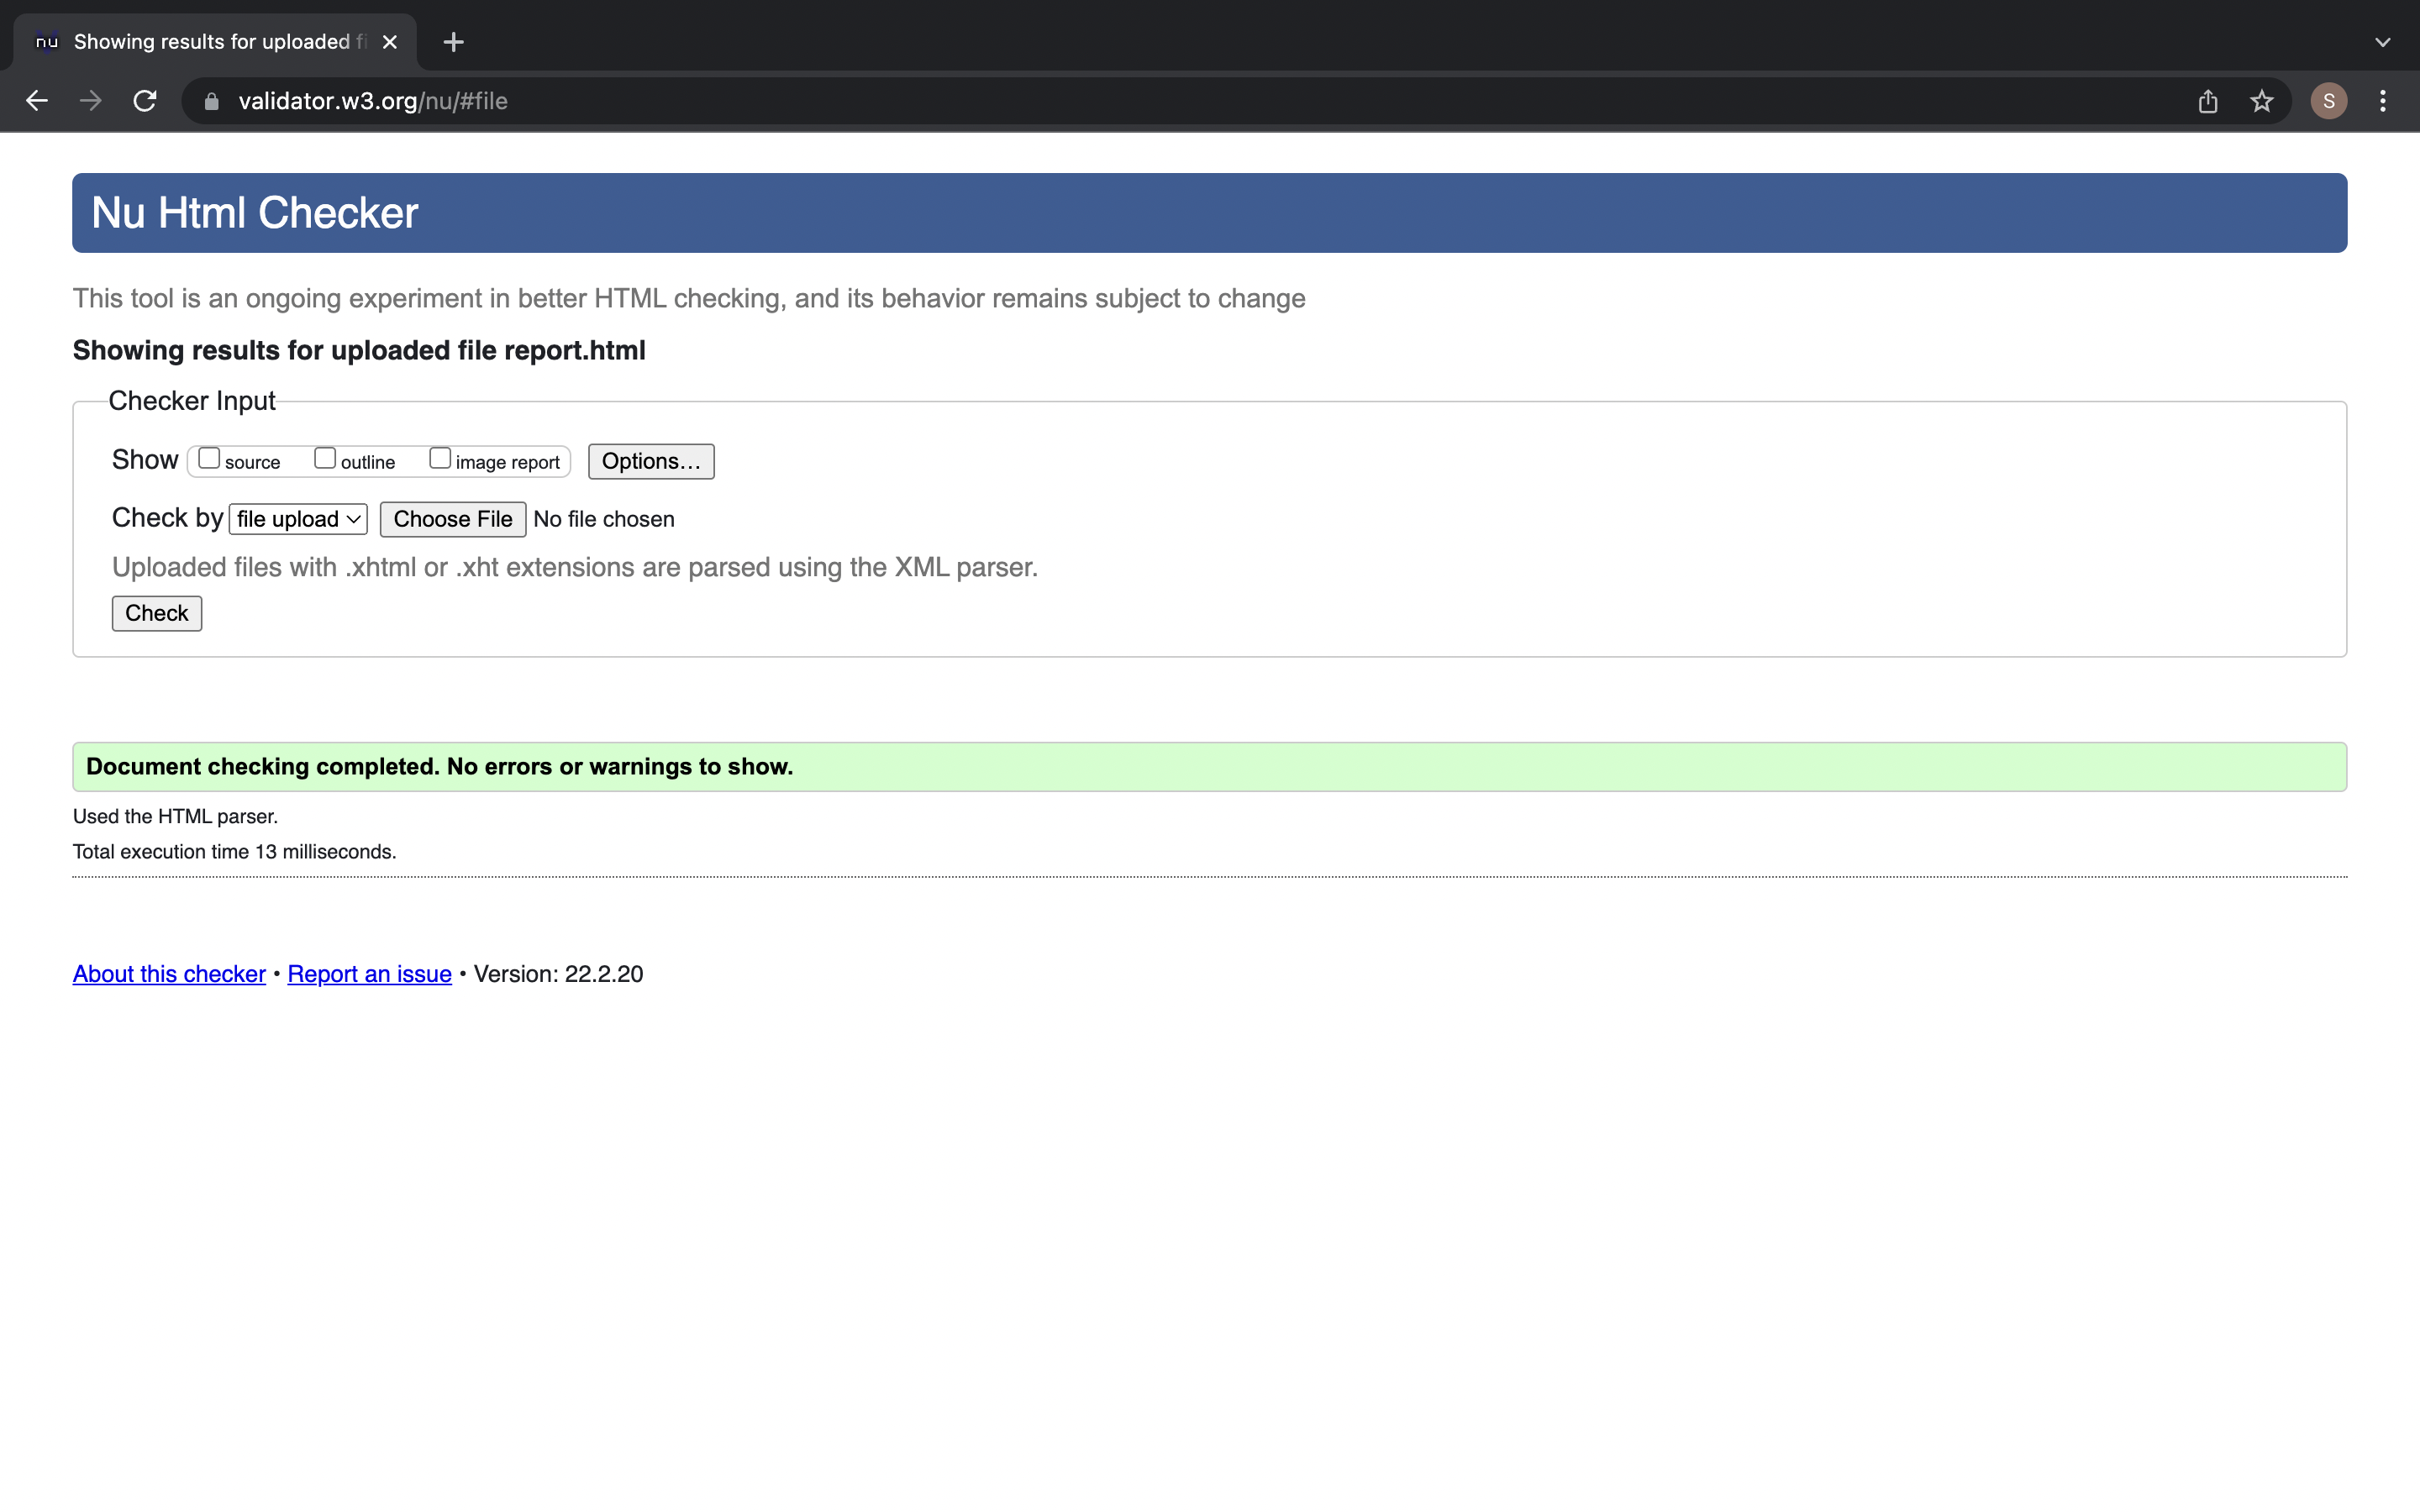 nu Showing results for uploaded
validator.w3.org/nu/#file
S
Nu Html Checker
This tool is an ongoing experiment in better HTML checking, and its behavior remains subject to change
Showing results for uploaded file report.html
Checker Input
Show source outline image report Options...
Check by file upload Choose File No file chosen
Uploaded files with .xhtml or .xht extensions are parsed using the XML parser.
Check
Document checking completed. No errors or warnings to show.
Used the HTML parser.
Total execution time 13 milliseconds.
About this checker • Report an issue • Version: 22.2.20